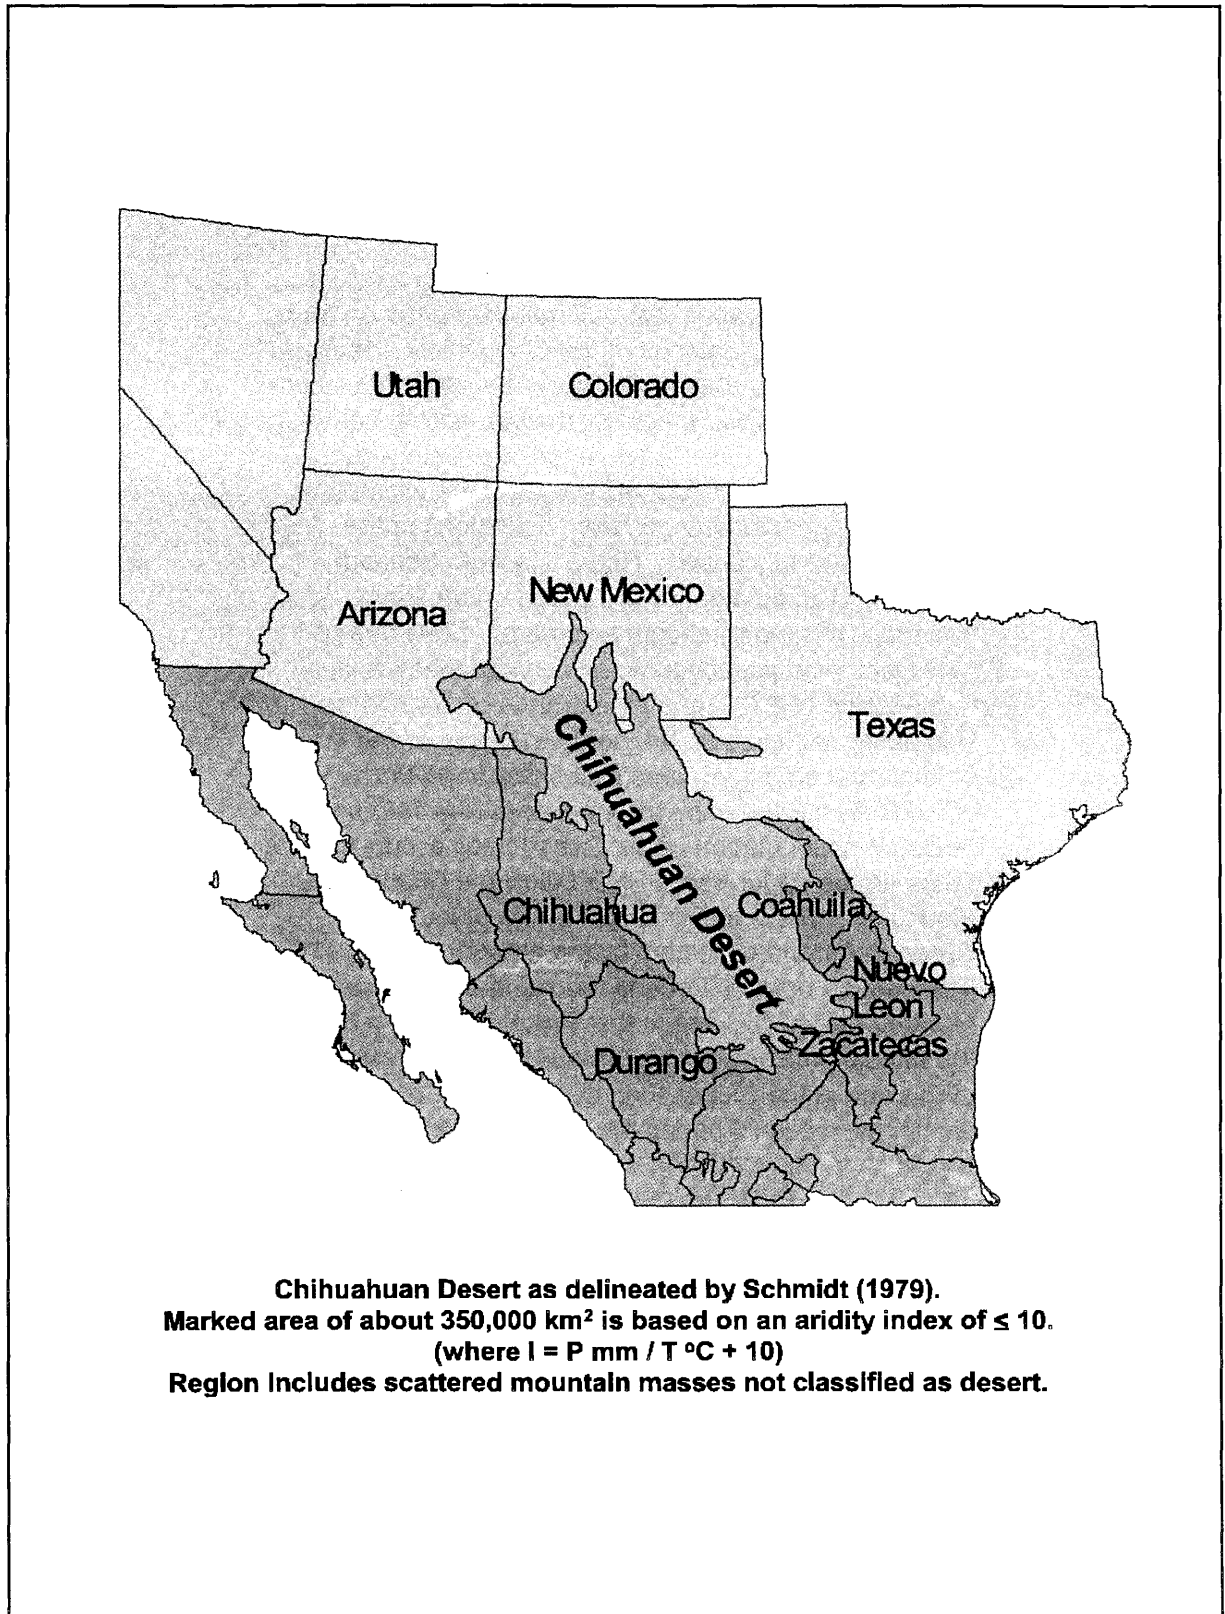 Utah
Colorado
New Mexico
Arizona
Texas
Chihuahuan Desert
Chihuahua
Coahuila
Nuevo
Leon
Zacatecas
Durango
Chihuahuan Desert as delineated by Schmidt (1979).
Marked area of about 350,000 km² is based on an aridity index of ≤ 10.
(where I = P mm / T ºC + 10)
Region includes scattered mountain masses not classified as desert.